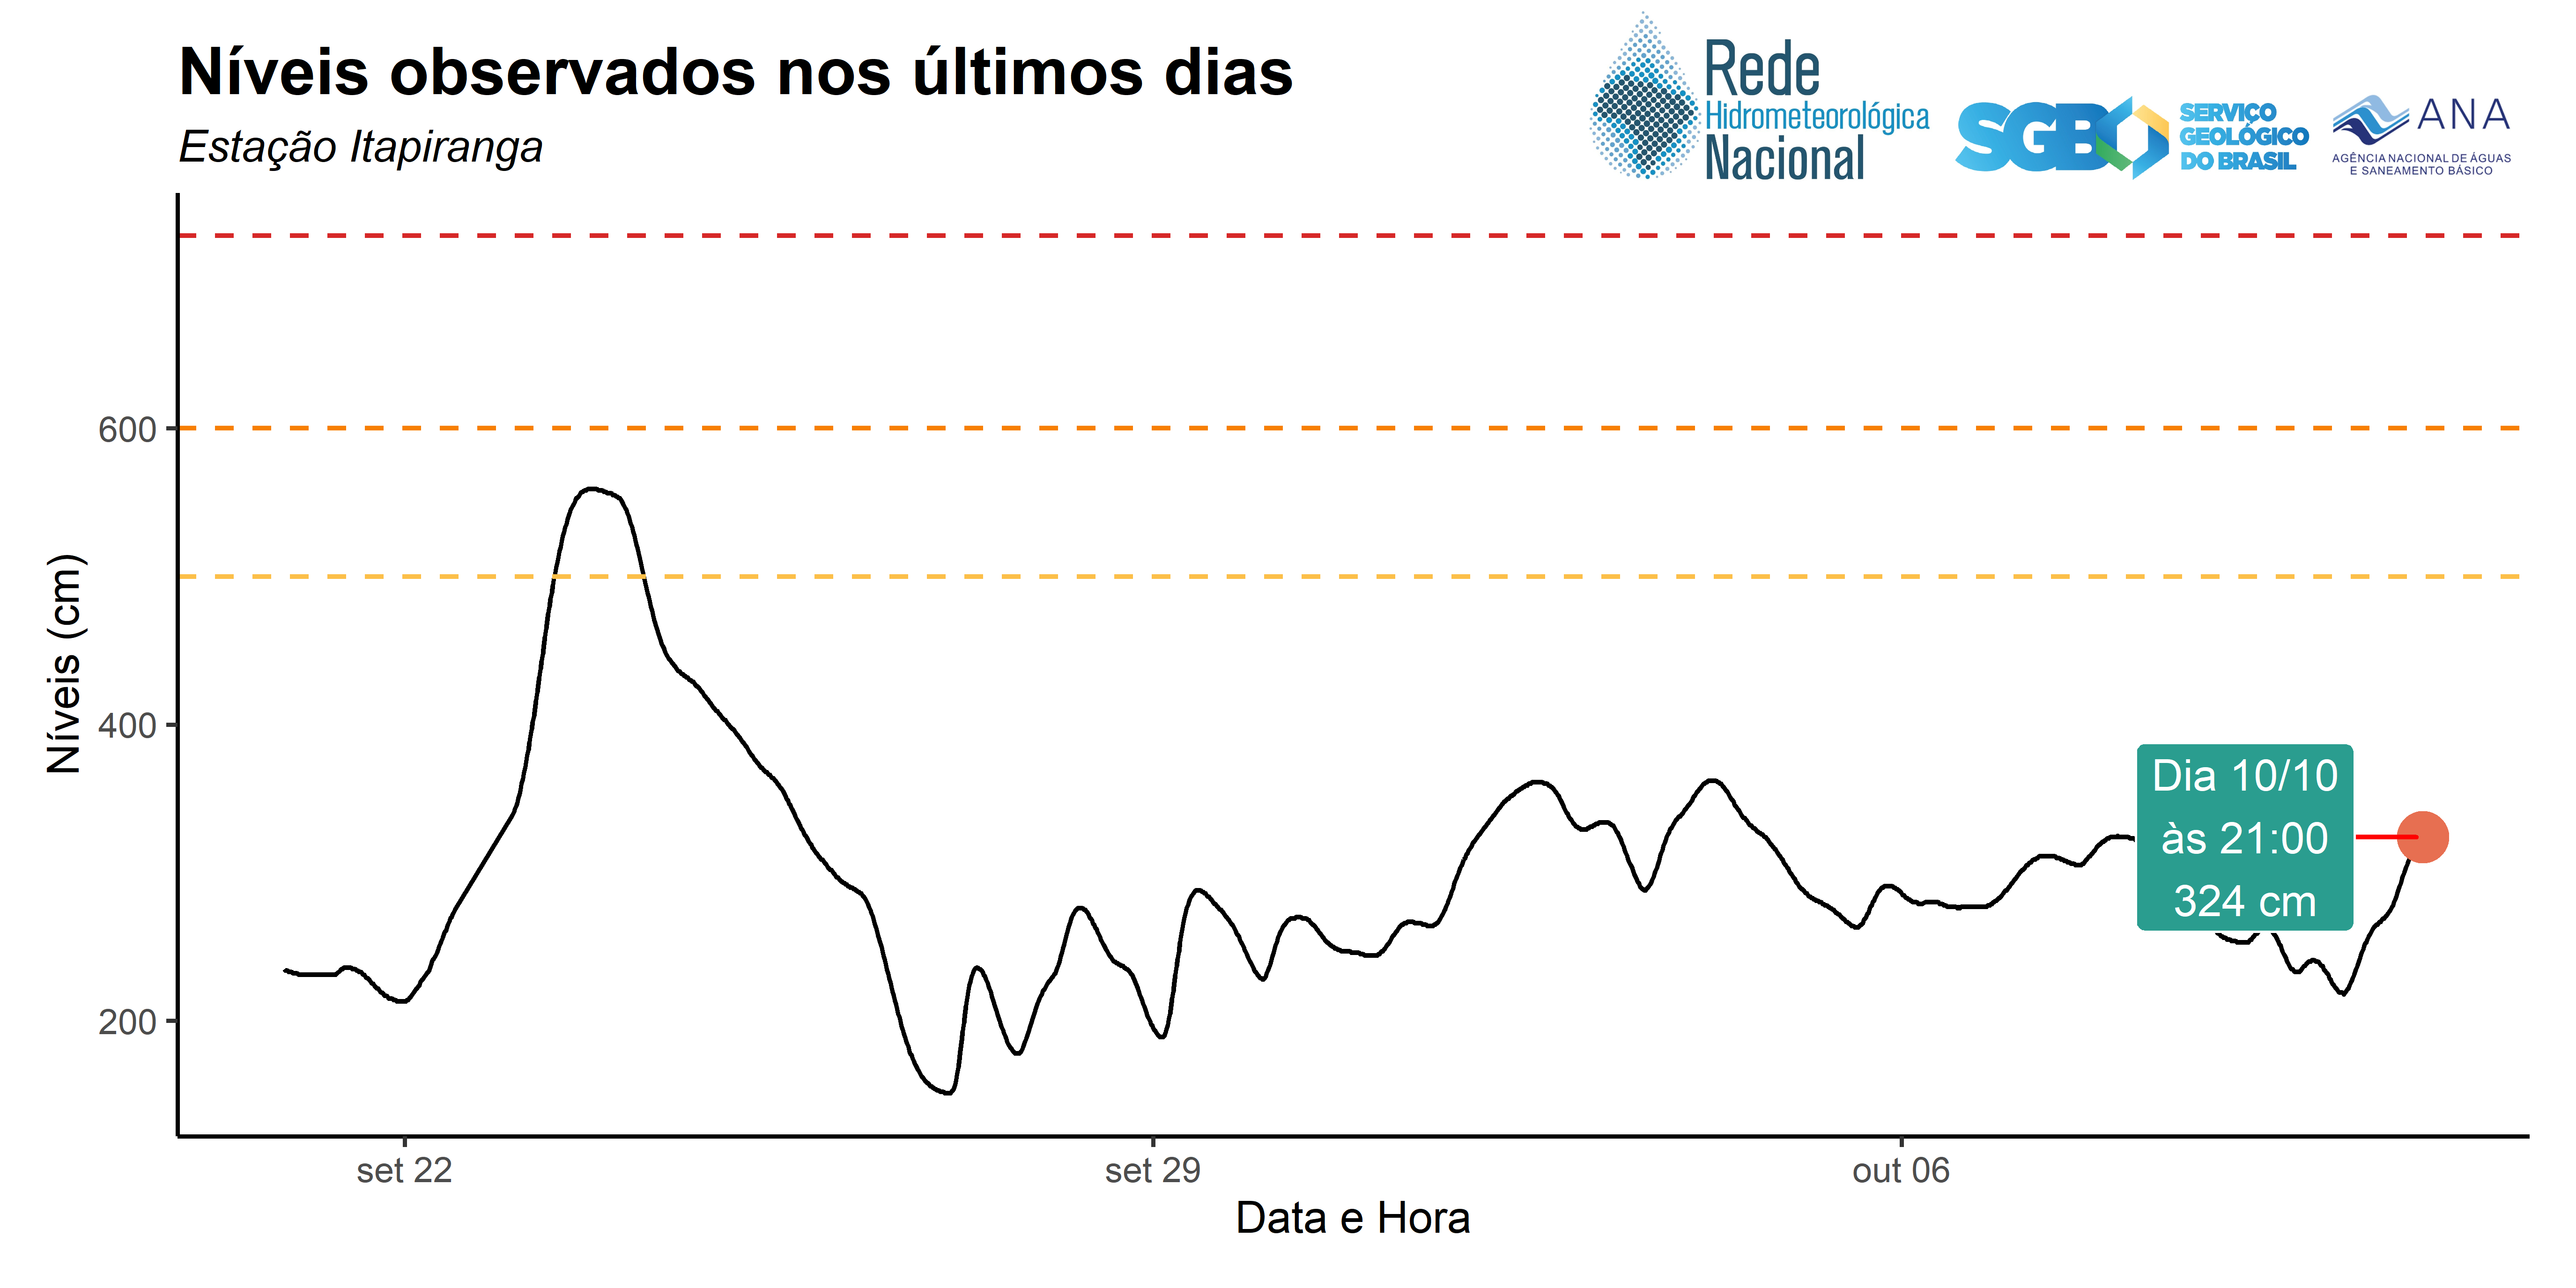 Níveis observados nos últimos dias
Estação Itapiranga
Rede
Hidrometeorológica
Nacional
SGB
SERVIÇO
GEOLÓGICO
DO BRASIL
ANA
AGÊNCIA NACIONAL DE ÁGUAS
E SANEAMENTO BÁSICO
Níveis (cm)
600
400
200
Dia 10/10
às 21:00
324 cm
set 22
set 29
out 06
Data e Hora